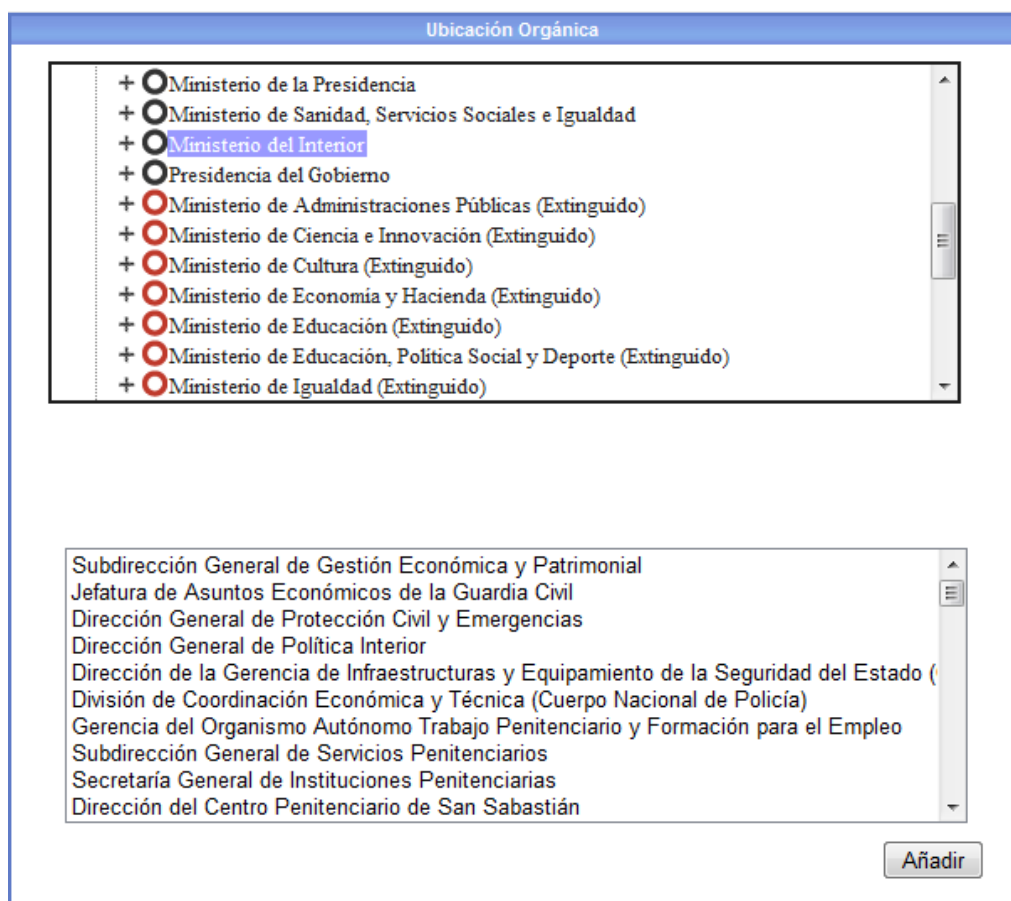 Ubicación Orgánica
Ministerio de la Presidencia
Ministerio de Sanidad, Servicios Sociales e Igualdad
Ministerio del Interior
Presidencia del Gobierno
Ministerio de Administraciones Públicas (Extinguido)
Ministerio de Ciencia e Innovación (Extinguido)
Ministerio de Cultura (Extinguido)
Ministerio de Economía y Hacienda (Extinguido)
Ministerio de Educación (Extinguido)
Ministerio de Educación, Política Social y Deporte (Extinguido)
Ministerio de Igualdad (Extinguido)
Subdirección General de Gestión Económica y Patrimonial
Jefatura de Asuntos Económicos de la Guardia Civil
Dirección General de Protección Civil y Emergencias
Dirección General de Política Interior
Dirección de la Gerencia de Infraestructuras y Equipamiento de la Seguridad del Estado (
División de Coordinación Económica y Técnica (Cuerpo Nacional de Policía)
Gerencia del Organismo Autónomo Trabajo Penitenciario y Formación para el Empleo
Subdirección General de Servicios Penitenciarios
Secretaría General de Instituciones Penitenciarias
Dirección del Centro Penitenciario de San Sabastián
Añadir